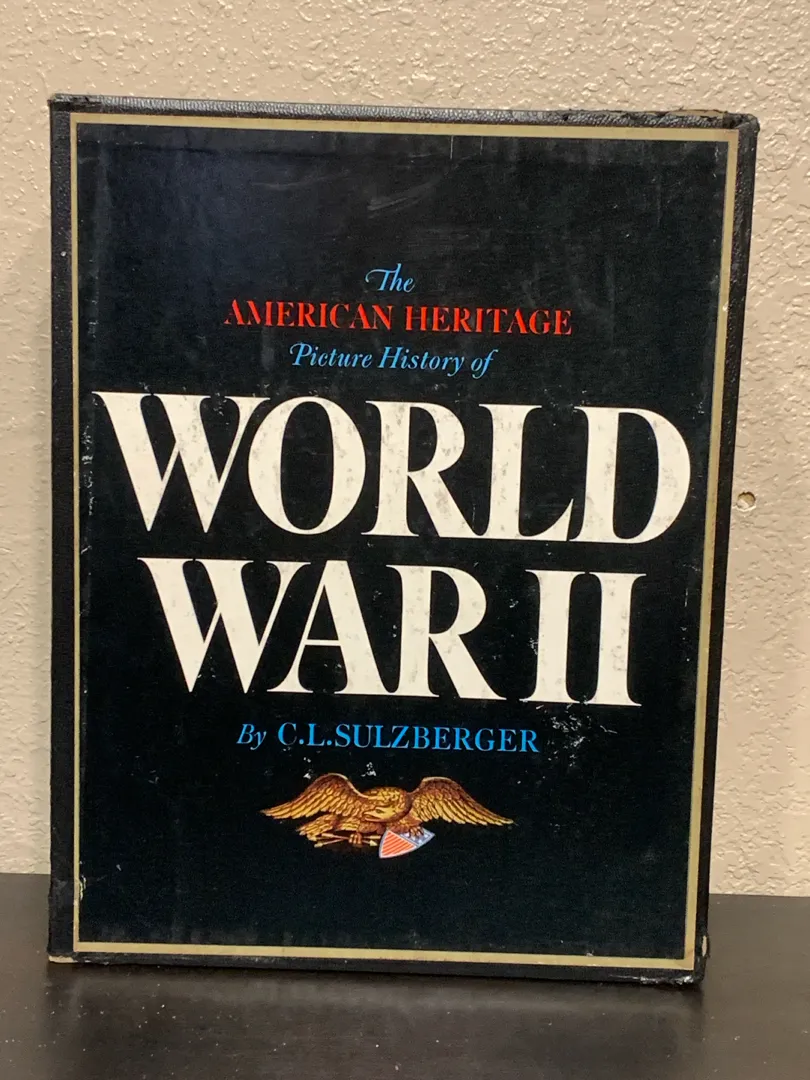 The
AMERICAN HERITAGE
Picture History of
WORLD
WAR II
By C.L.SULZBERGER